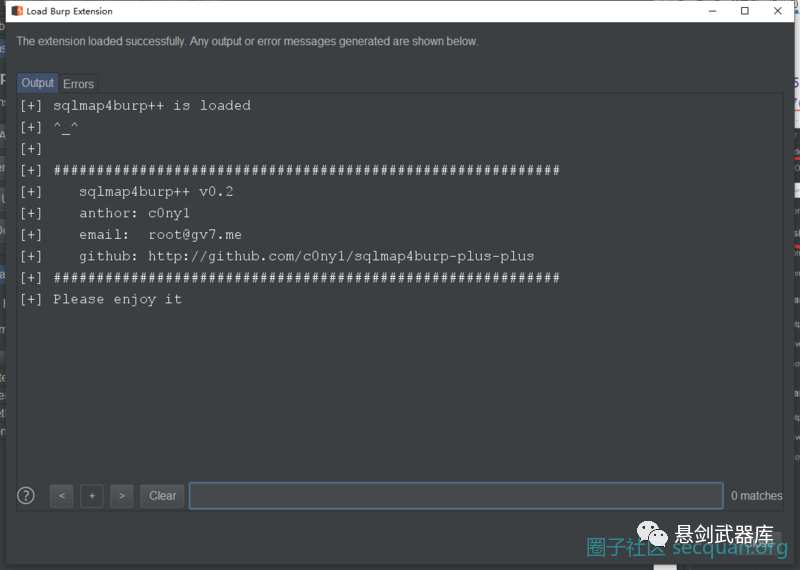 Load Burp Extension
The extension loaded successfully. Any output or error messages generated are shown below.
Output Errors
[+] sqlmap4burp++ is loaded
[+] ^_^
[+]
[+] ###########################################################
[+] sqlmap4burp++ v0.2
[+] anthor: c0ny1
[+] email: root@gv7.me
[+] github: http://github.com/c0ny1/sqlmap4burp-plus-plus
[+] ###########################################################
[+] Please enjoy it
? < + > Clear 0 matches
悬剑武器库
圈子社区 secquan.org